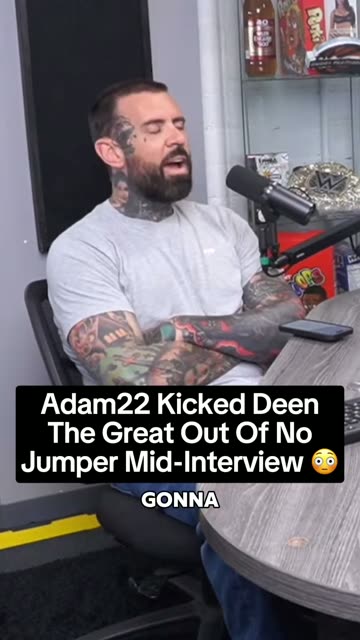 Adam22 Kicked Deen
The Great Out Of No
Jumper Mid-Interview 😳
GONNA